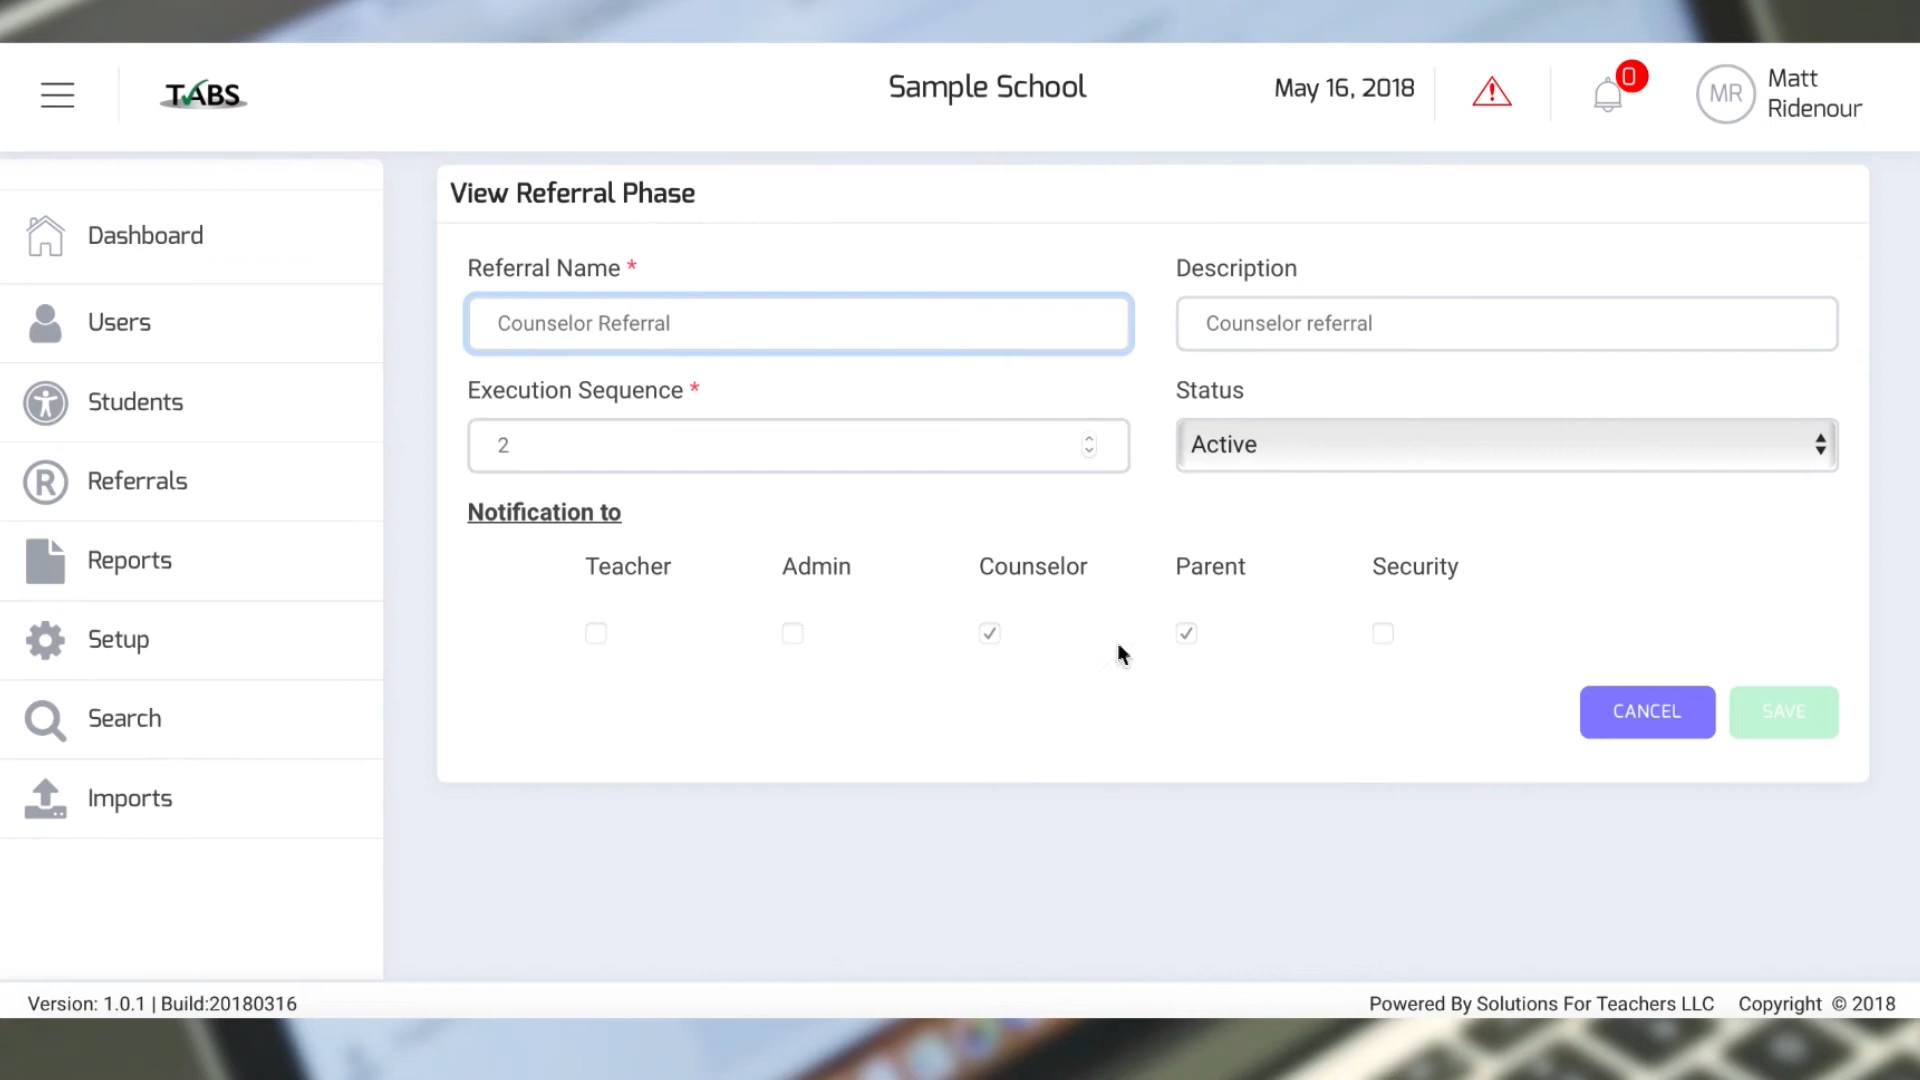 TABS
Sample School
May 16, 2018
0
MR
Matt
Ridenour
Dashboard
Users
Students
R
Referrals
Reports
Setup
Search
Imports
View Referral Phase
Referral Name *
Description
Counselor Referral
Counselor referral
Execution Sequence *
Status
2
Active
Notification to
Teacher Admin Counselor Parent Security
CANCEL SAVE
Version: 1.0.1 | Build:20180316
Powered By Solutions For Teachers LLC Copyright © 2018